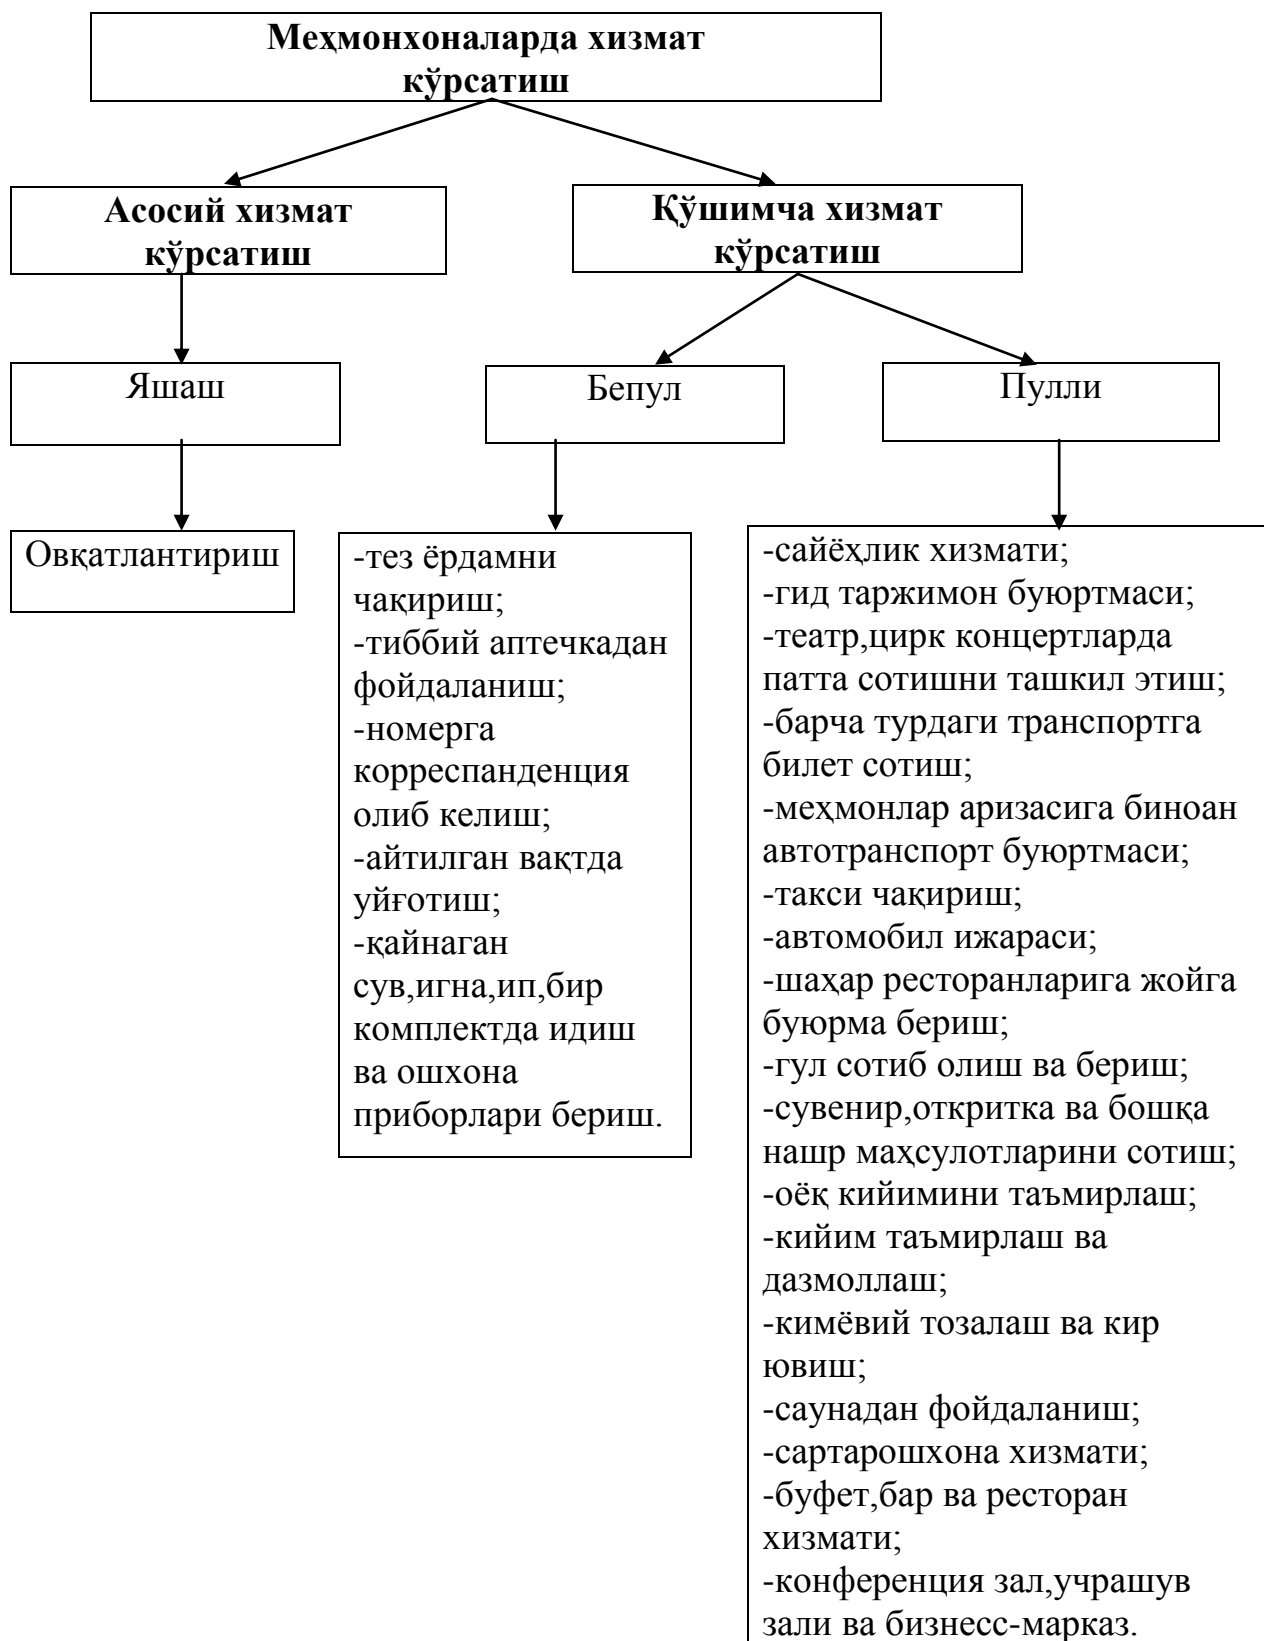 Меҳмонхоналарда хизмат
кўрсатиш
Асосий хизмат
кўрсатиш
Қўшимча хизмат
кўрсатиш
Яшаш
Бепул
Пулли
Овқатлантириш
-тез ёрдамни
чақириш;
-тиббий аптечкадан
фойдаланиш;
-номерга
корреспанденция
олиб келиш;
-айтилган вақтда
уйғотиш;
-қайнаган
сув,игна,ип,бир
комплектда идиш
ва ошхона
приборлари бериш.
-сайёҳлик хизмати;
-гид таржимон буюртмаси;
-театр,цирк концертларда
патта сотишни ташкил этиш;
-барча турдаги транспортга
билет сотиш;
-меҳмонлар аризасига биноан
автотранспорт буюртмаси;
-такси чақириш;
-автомобил ижараси;
-шаҳар ресторанларига жойга
буюрма бериш;
-гул сотиб олиш ва бериш;
-сувенир,откритка ва бошқа
нашр маҳсулотларини сотиш;
-оёқ кийимини таъмирлаш;
-кийим таъмирлаш ва
дазмоллаш;
-кимёвий тозалаш ва кир
ювиш;
-саунадан фойдаланиш;
-сартарошхона хизмати;
-буфет,бар ва ресторан
хизмати;
-конференция зал,учрашув
зали ва бизнесс-марказ.